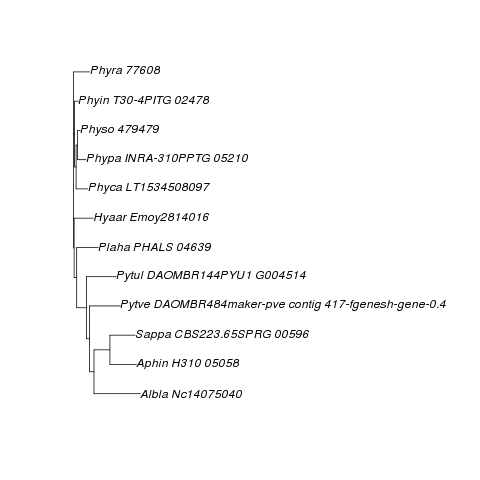 Phyra 77608
Phyin T30-4PITG 02478
Physo 479479
Phypa INRA-310PPTG 05210
Phyca LT1534508097
Hyaar Emoy2814016
Plaha PHALS 04639
Pytul DAOMBR144PYU1 G004514
Pytve DAOMBR484maker-pve contig 417-fgenesh-gene-0.4
Sappa CBS223.65SPRG 00596
Aphin H310 05058
Albla Nc14075040